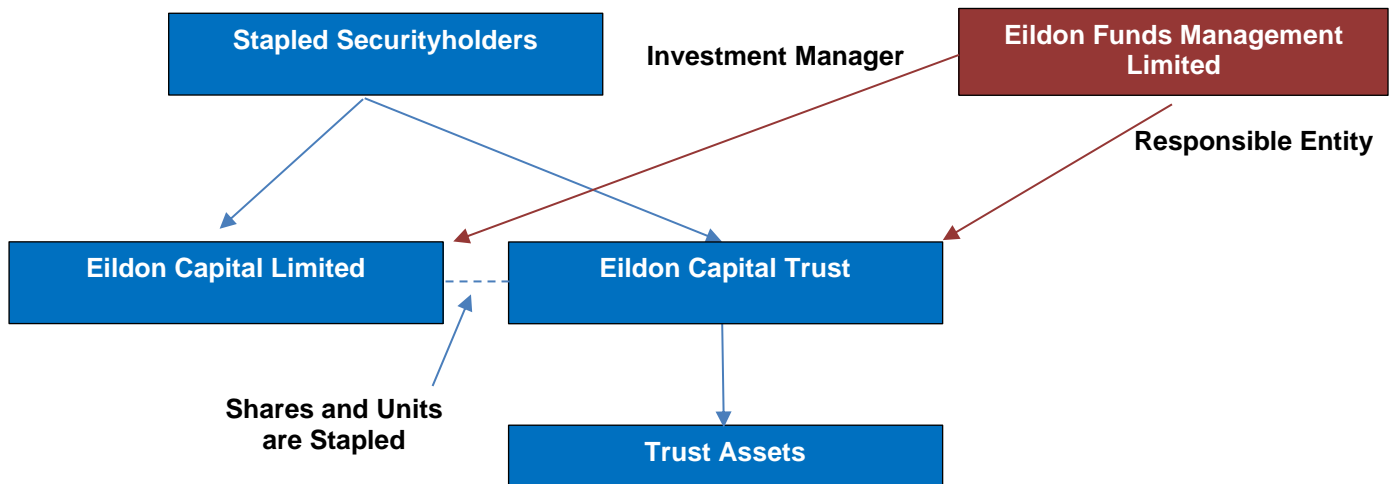 Stapled Securityholders
Investment Manager
Eildon Funds Management
Limited
Responsible Entity
Eildon Capital Limited
Eildon Capital Trust
Shares and Units
are Stapled
Trust Assets